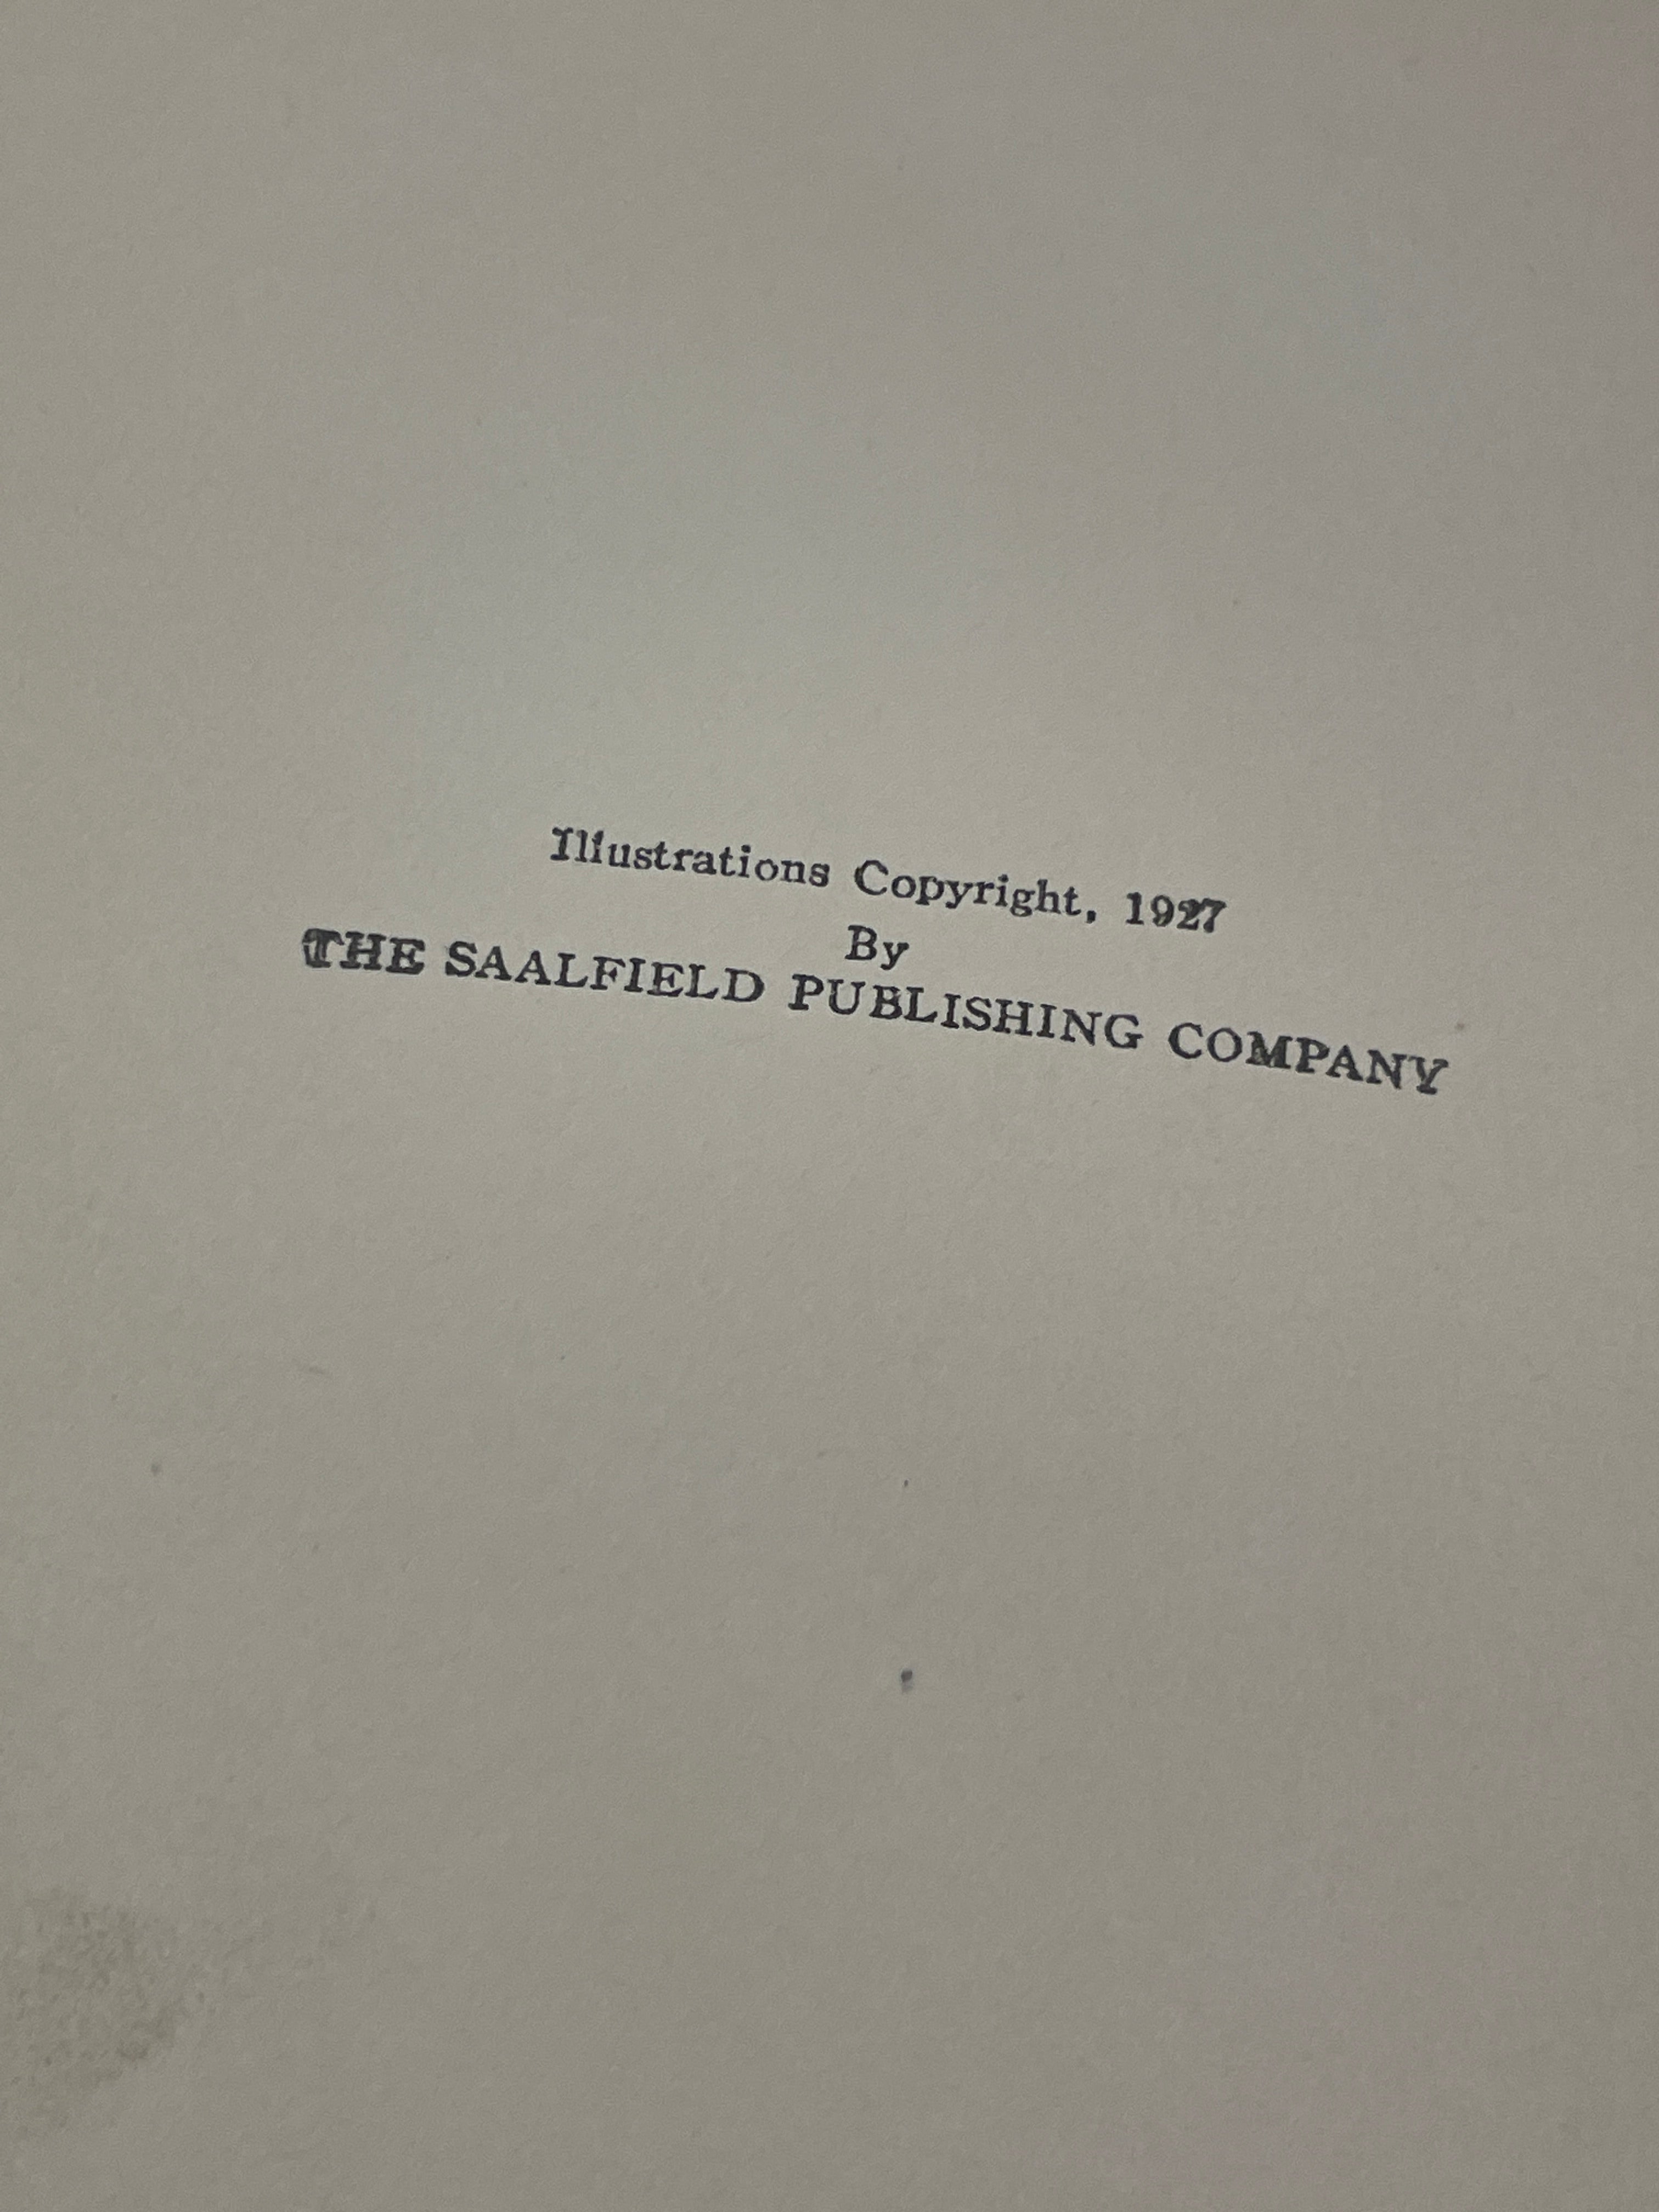 Illustrations Copyright, 1927
By
THE SAALFIELD PUBLISHING COMPANY